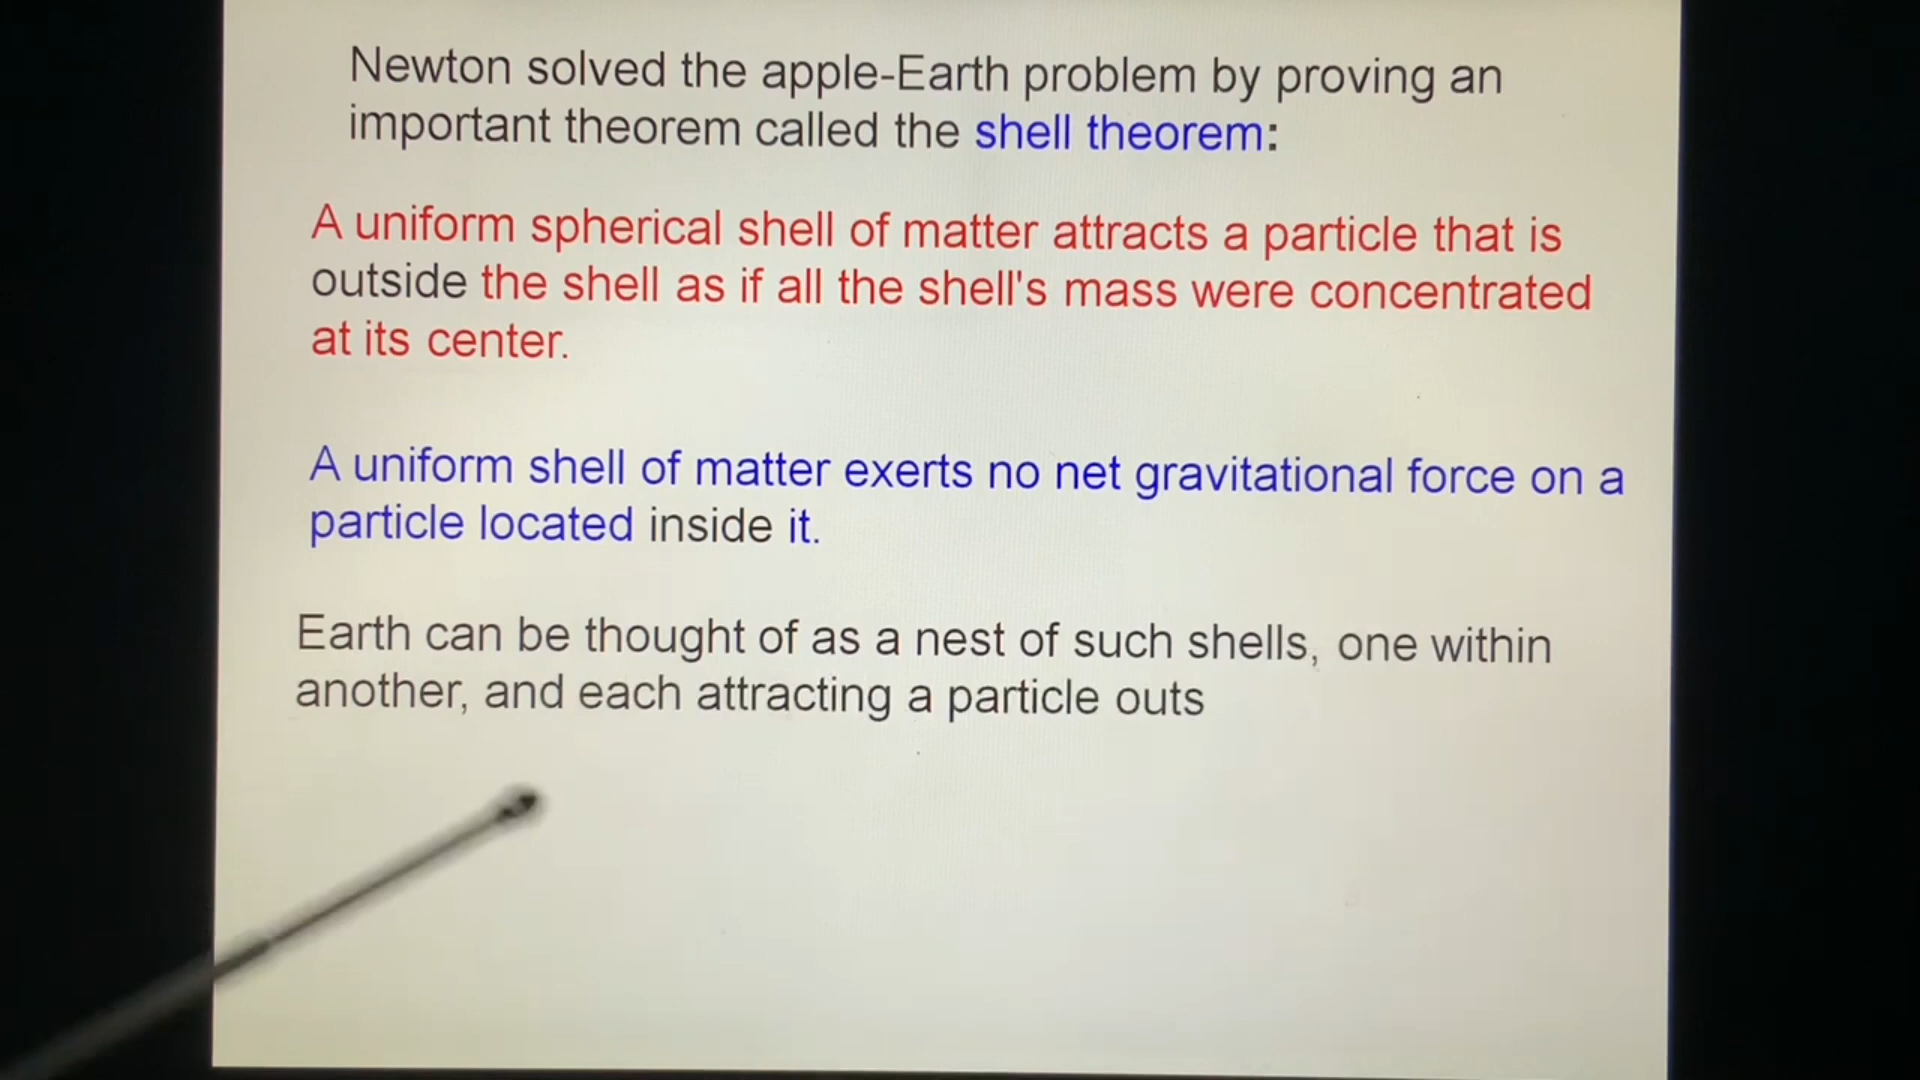 Newton solved the apple-Earth problem by proving an
important theorem called the shell theorem:
A uniform spherical shell of matter attracts a particle that is
outside the shell as if all the shell's mass were concentrated
at its center.
A uniform shell of matter exerts no net gravitational force on a
particle located inside it.
Earth can be thought of as a nest of such shells, one within
another, and each attracting a particle outs